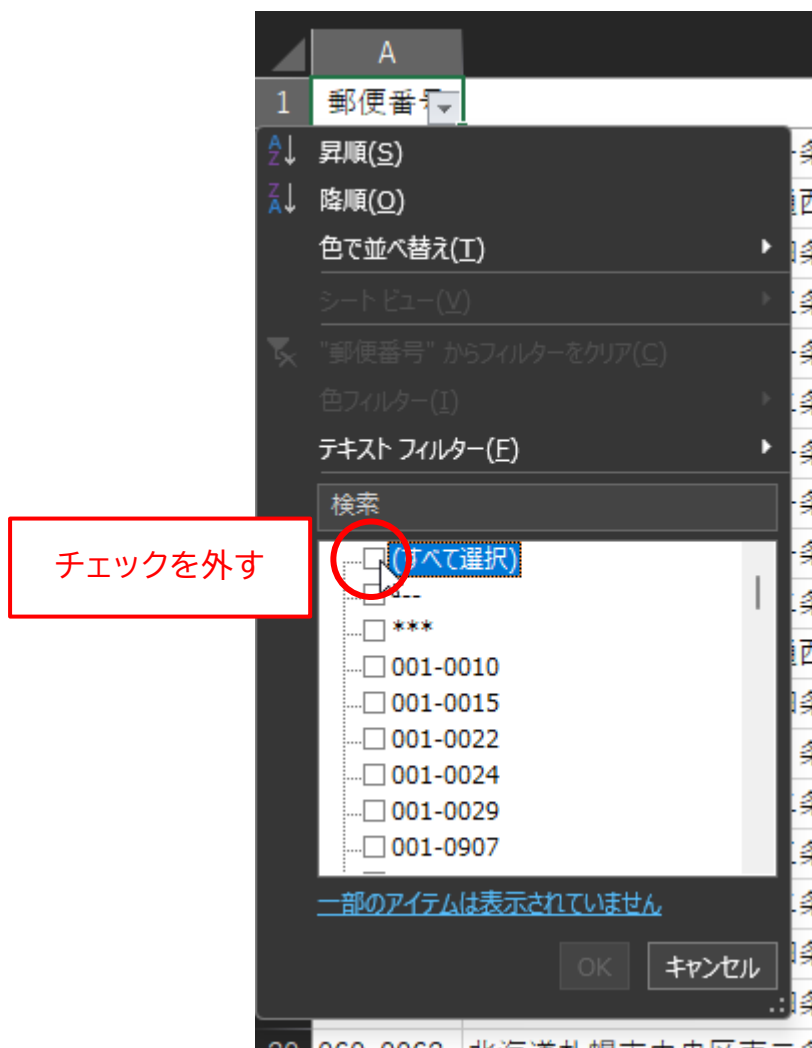 A
1 郵便番号
昇順(S)
降順(O)
色で並べ替え(T)
シート ビュー(V)
"郵便番号" からフィルターをクリア(C)
色フィルター(I)
テキスト フィルター(F)
検索
チェックを外す
(すべて選択)
***
001-0010
001-0015
001-0022
001-0024
001-0029
001-0907
一部のアイテムは表示されていません
OK キャンセル